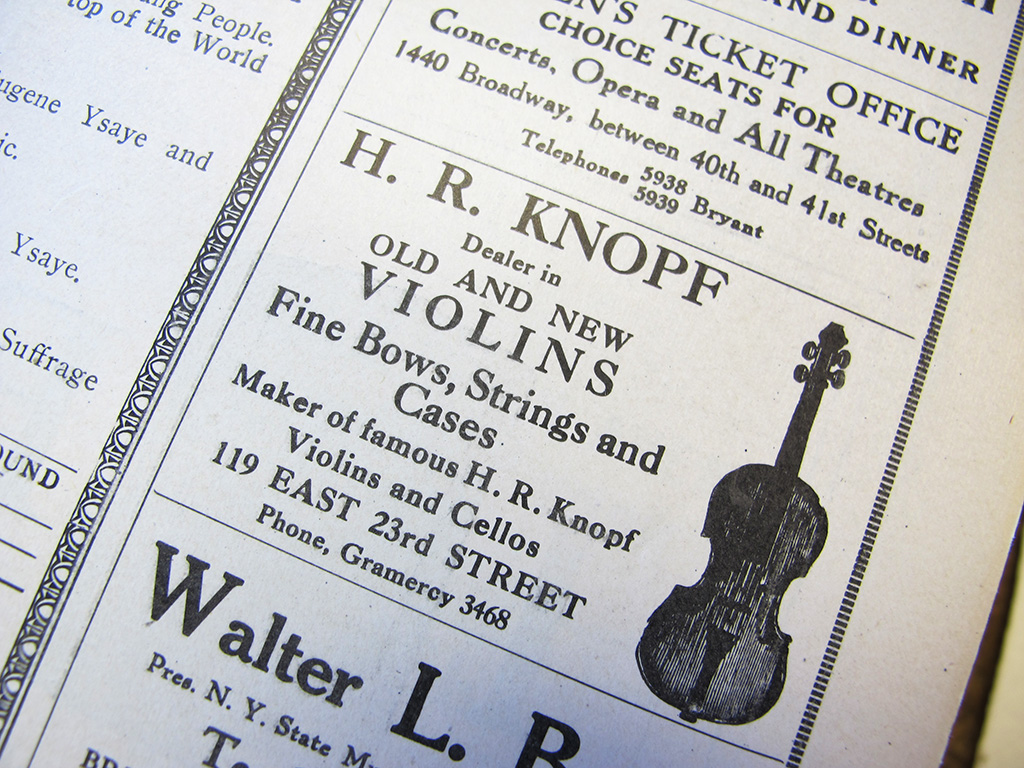 ng People.
top of the World
ugene Ysaye and
ic.
Ysaye.
Suffrage
OUND
AND DINNER
EN'S TICKET OFFICE
CHOICE SEATS FOR
Concerts, Opera and All Theatres
1440 Broadway, between 40th and 41st Streets
Telephones 5938
5939 Bryant
H. R. KNOPF
Dealer in
OLD AND NEW
VIOLINS
Fine Bows, Strings and
Cases
Maker of famous H. R. Knopf
Violins and Cellos
119 EAST 23rd STREET
Phone, Gramercy 3468
Walter L. B
Pres. N. Y. State M
T.